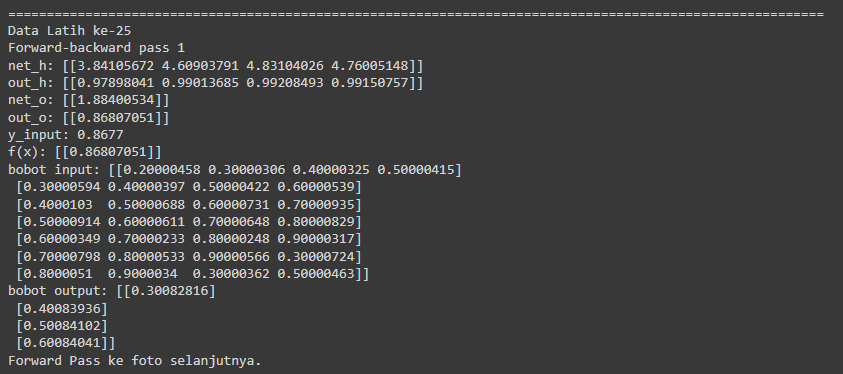 ============================================================================================================
Data Latih ke-25
Forward-backward pass 1
net_h: [[3.84105672 4.60903791 4.83104026 4.76005148]]
out_h: [[0.97898041 0.99013685 0.99208493 0.99150757]]
net_o: [[1.88400534]]
out_o: [[0.86807051]]
y_input: 0.8677
f(x): [[0.86807051]]
bobot input: [[0.20000458 0.30000306 0.40000325 0.50000415]
 [0.30000594 0.40000397 0.50000422 0.60000539]
 [0.4000103  0.50000688 0.60000731 0.70000935]
 [0.50000914 0.60000611 0.70000648 0.80000829]
 [0.60000349 0.70000233 0.80000248 0.90000317]
 [0.70000798 0.80000533 0.90000566 0.30000724]
 [0.8000051  0.9000034  0.30000362 0.50000463]]
bobot output: [[0.30082816]
 [0.40083936]
 [0.50084102]
 [0.60084041]]
Forward Pass ke foto selanjutnya.